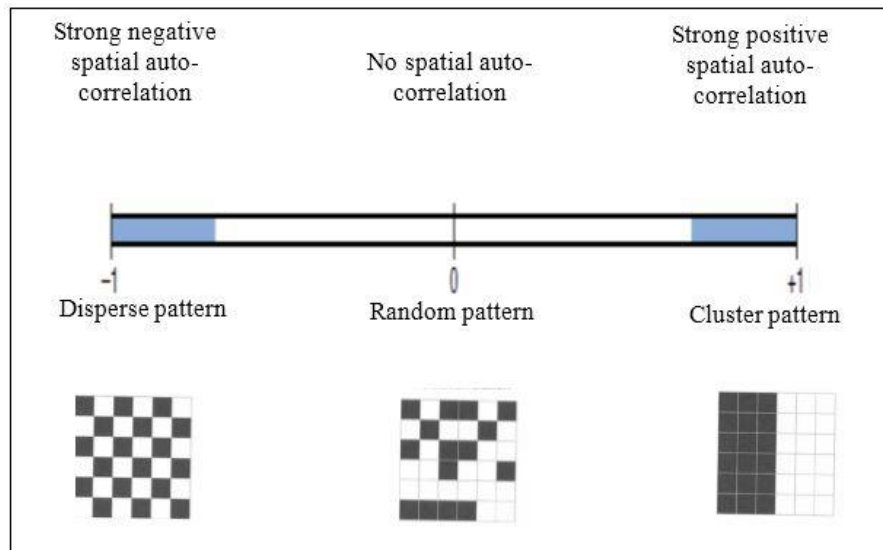 Strong negative
spatial auto-
correlation
No spatial auto-
correlation
Strong positive
spatial auto-
correlation
-1
0
+1
Disperse pattern
Random pattern
Cluster pattern